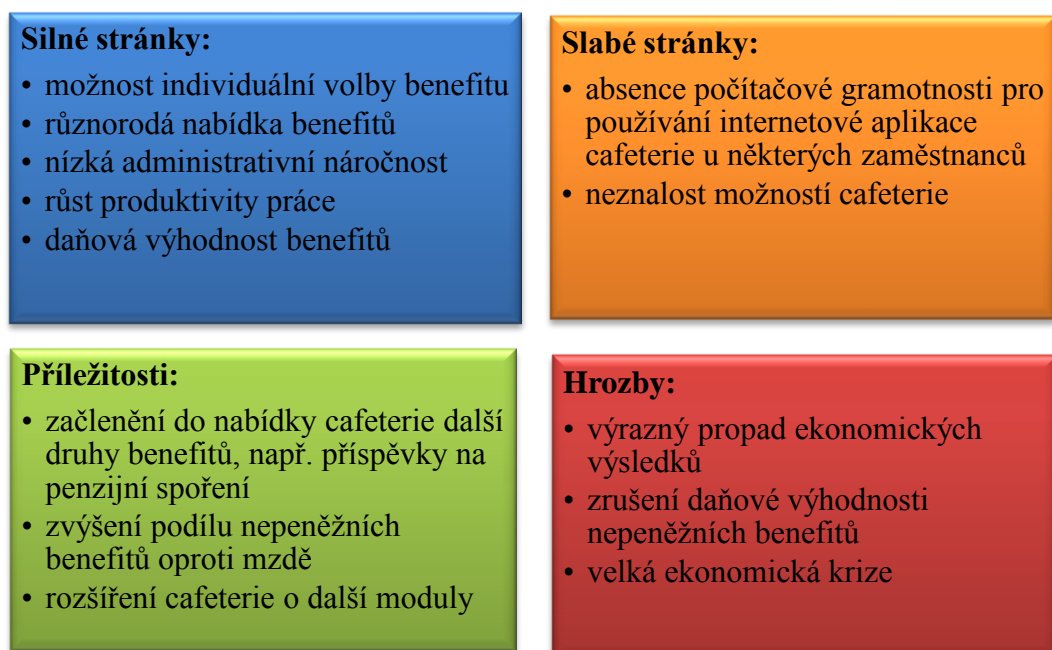 Silné stránky:
• možnost individuální volby benefitu
• různorodá nabídka benefitů
• nízká administrativní náročnost
• růst produktivity práce
• daňová výhodnost benefitů
Slabé stránky:
• absence počítačové gramotnosti pro
používání internetové aplikace
cafeterie u některých zaměstnanců
• neznalost možností cafeterie
Příležitosti:
• začlenění do nabídky cafeterie další
druhy benefitů, např. příspěvky na
penzijní spoření
• zvýšení podílu nepeněžních
benefitů oproti mzdě
• rozšíření cafeterie o další moduly
Hrozby:
• výrazný propad ekonomických
výsledků
• zrušení daňové výhodnosti
nepeněžních benefitů
• velká ekonomická krize